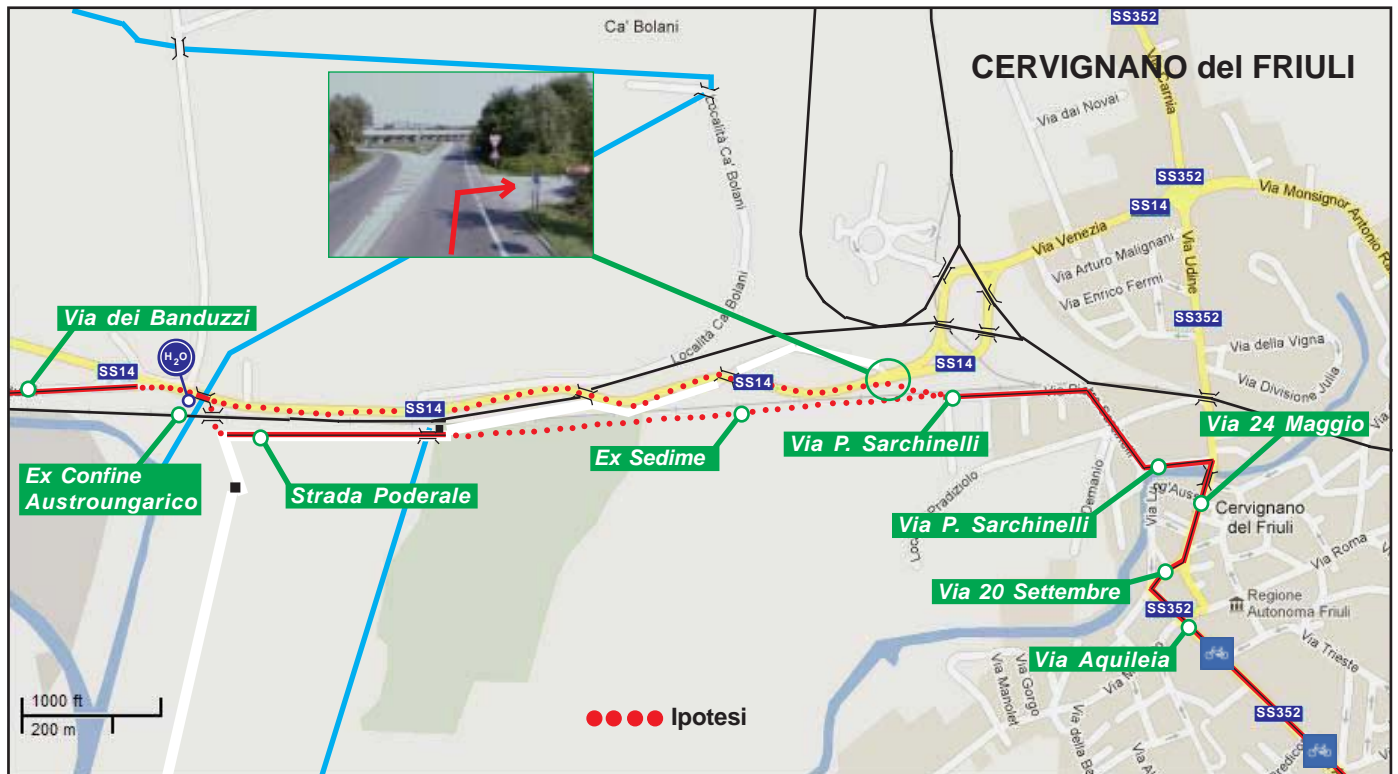 SS352
Ca' Bolani
CERVIGNANO del FRIULI
Via Carnia
Via dai Novai
Località Ca' Bolani
SS352
SS14
Via Monsignor Antonio
Via Venezia
Via Udine
Via Arturo Malignani
Via Enrico Fermi
Via dei Banduzzi
SS352
Località Ca' Bolani
Via della Vigna
H2O
SS14
SS14
SS14
Via Divisione Julia
SS14
Via 24 Maggio
Via P. Sarchinelli
Ex Sedime
Ex Confine
Austroungarico
Strada Poderale
Via P. Sarchinelli
Cervignano
del Friuli
Via Roma
Via 20 Settembre
SS352
Regione
Autonoma Friuli
Via Aquileia
Via Trieste
Via Gorgo
Via Manolet
1000 ft
200 m
Ipotesi
SS352